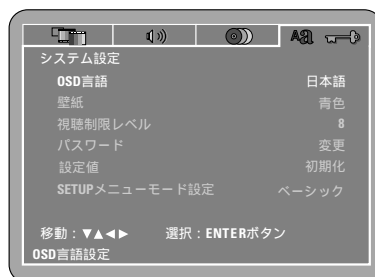 Aa
システム設定
OSD言語 日本語
壁紙 青色
視聴制限レベル 8
パスワード 変更
設定値 初期化
SETUPメニューモード設定 ベーシック
移動：▼▲◀▶ 選択：ENTERボタン
OSD言語設定